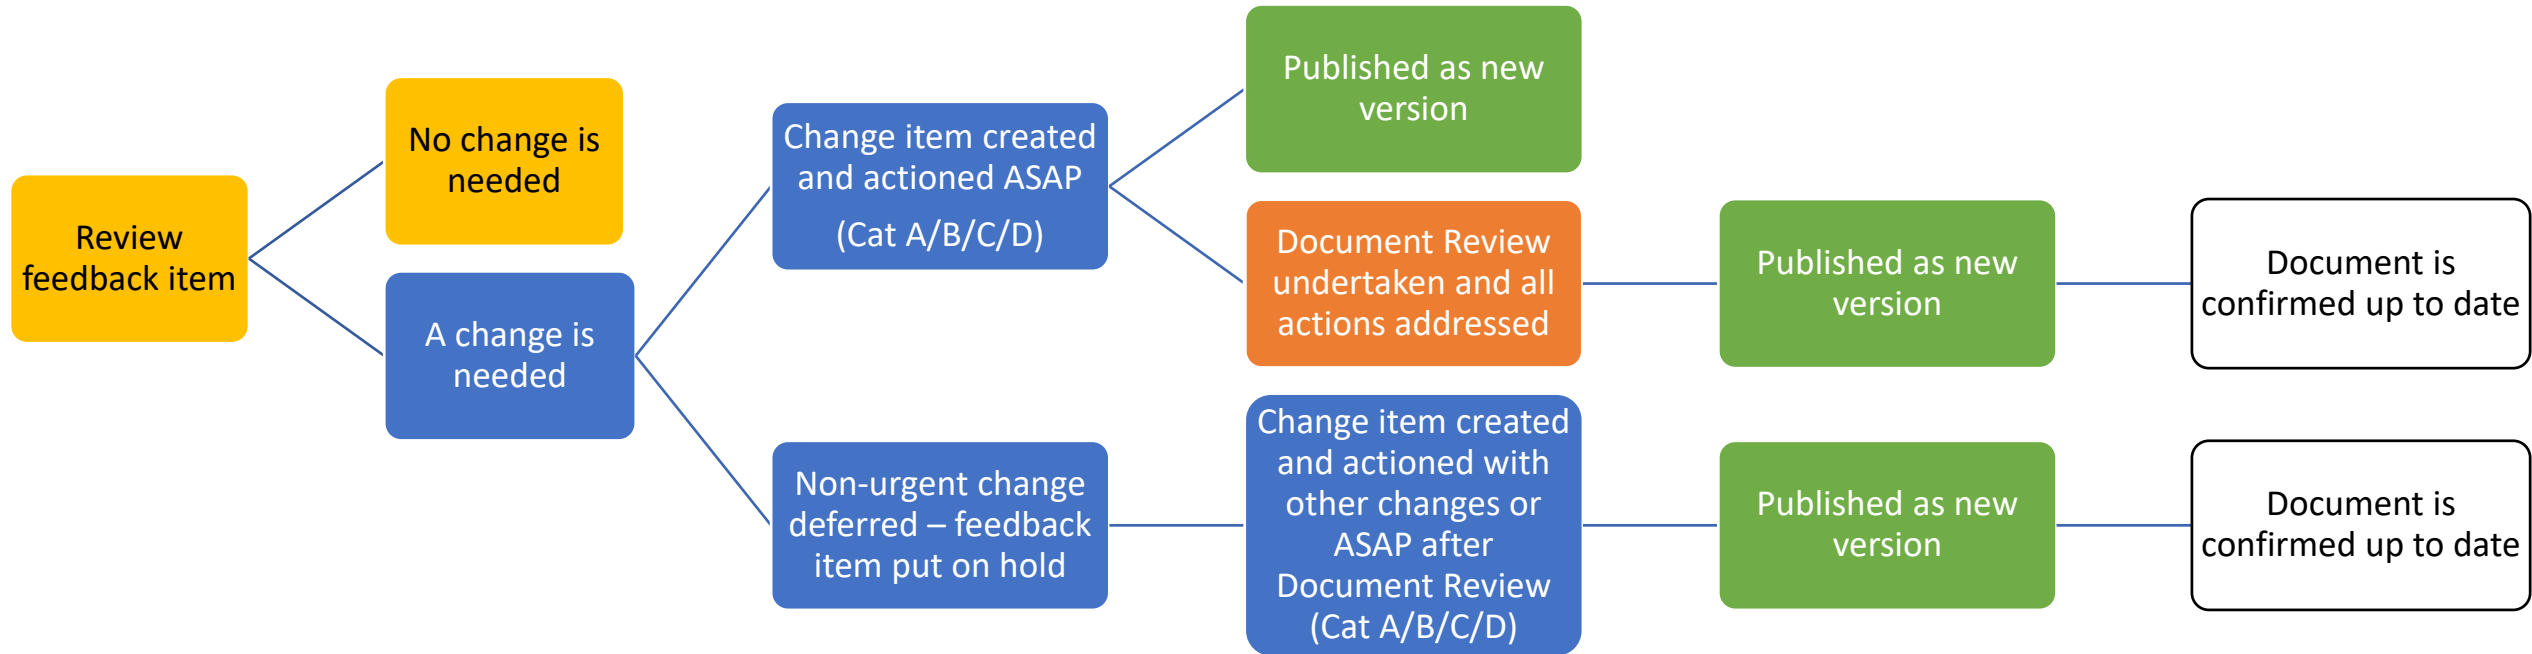 Review
feedback item
No change is
needed
A change is
needed
Change item created
and actioned ASAP
(Cat A/B/C/D)
Non-urgent change
deferred – feedback
item put on hold
Published as new
version
Document Review
undertaken and all
actions addressed
Change item created
and actioned with
other changes or
ASAP after
Document Review
(Cat A/B/C/D)
Published as new
version
Published as new
version
Document is
confirmed up to date
Document is
confirmed up to date